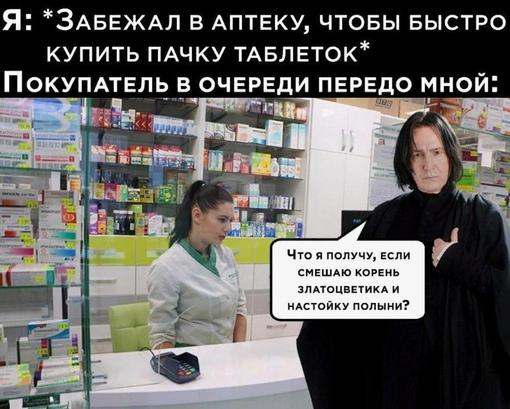 Я: *Забежал в аптеку, чтобы быстро
купить пачку таблеток*
Покупатель в очереди передо мной:
Что я получу, если
смешаю корень
златоцветика и
настойку полыни?